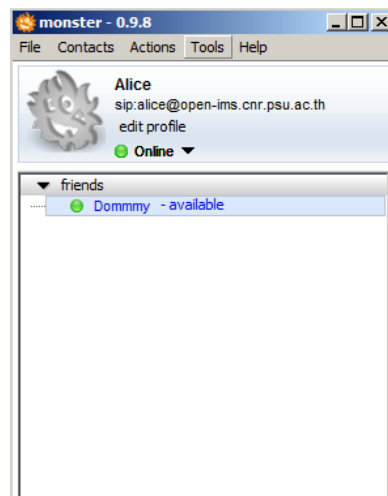 monster - 0.9.8
File Contacts Actions Tools Help
Alice
sip:alice@open-ims.cnr.psu.ac.th
edit profile
Online
friends
Dommmy - available